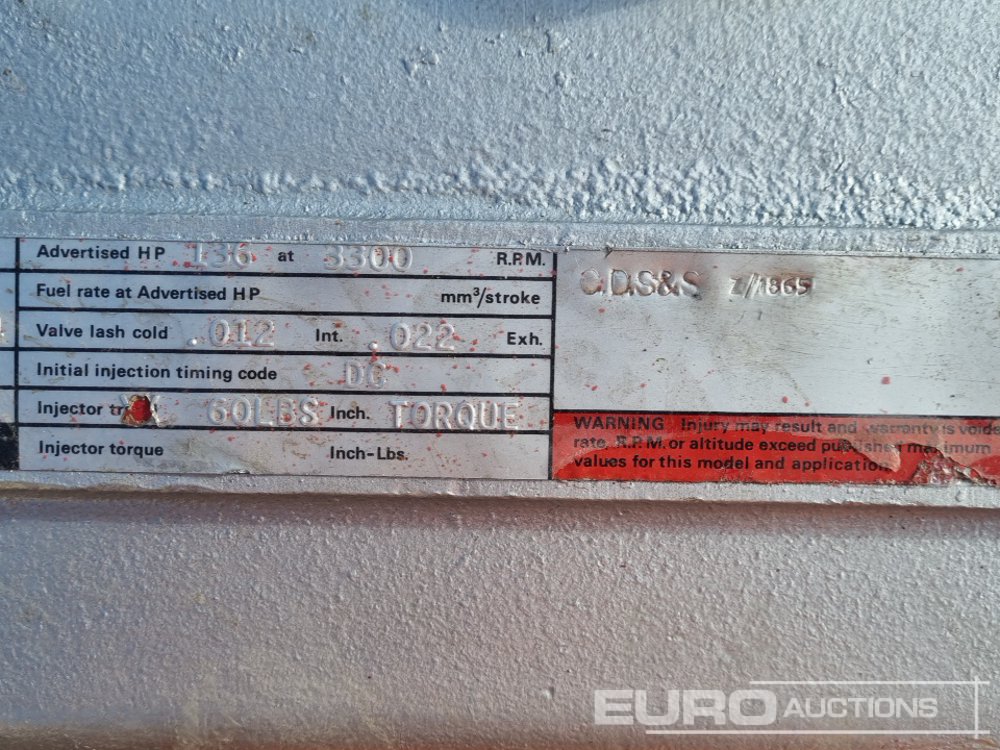 Advertised HP 136 at 3300 R.P.M.
Fuel rate at Advertised HP mm³/stroke
Valve lash cold .012 Int. .022 Exh.
Initial injection timing code DC
Injector 60LBS Inch. TORQUE
Injector torque Inch-Lbs.
C.D.S&S Z//1865
WARNING Injury may result and warranty is voide
rate, R.P.M. or altitude exceed published maximum
values for this model and application.
EURO AUCTIONS